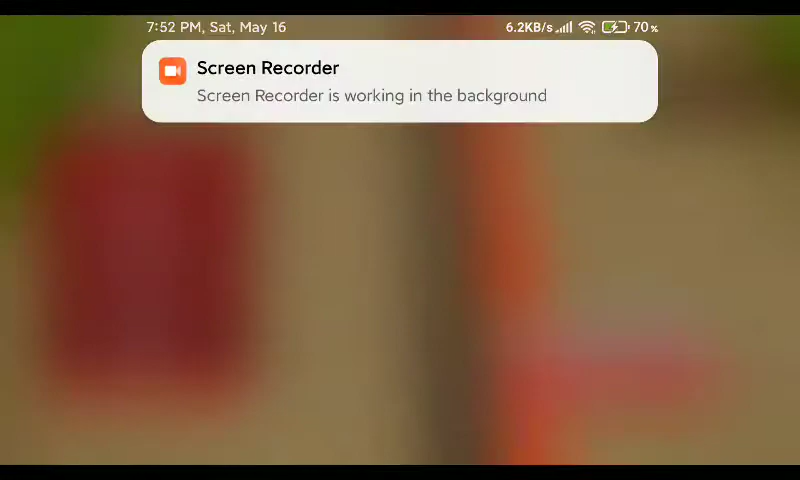 7:52 PM, Sat, May 16 6.2KB/s 70%
Screen Recorder
Screen Recorder is working in the background